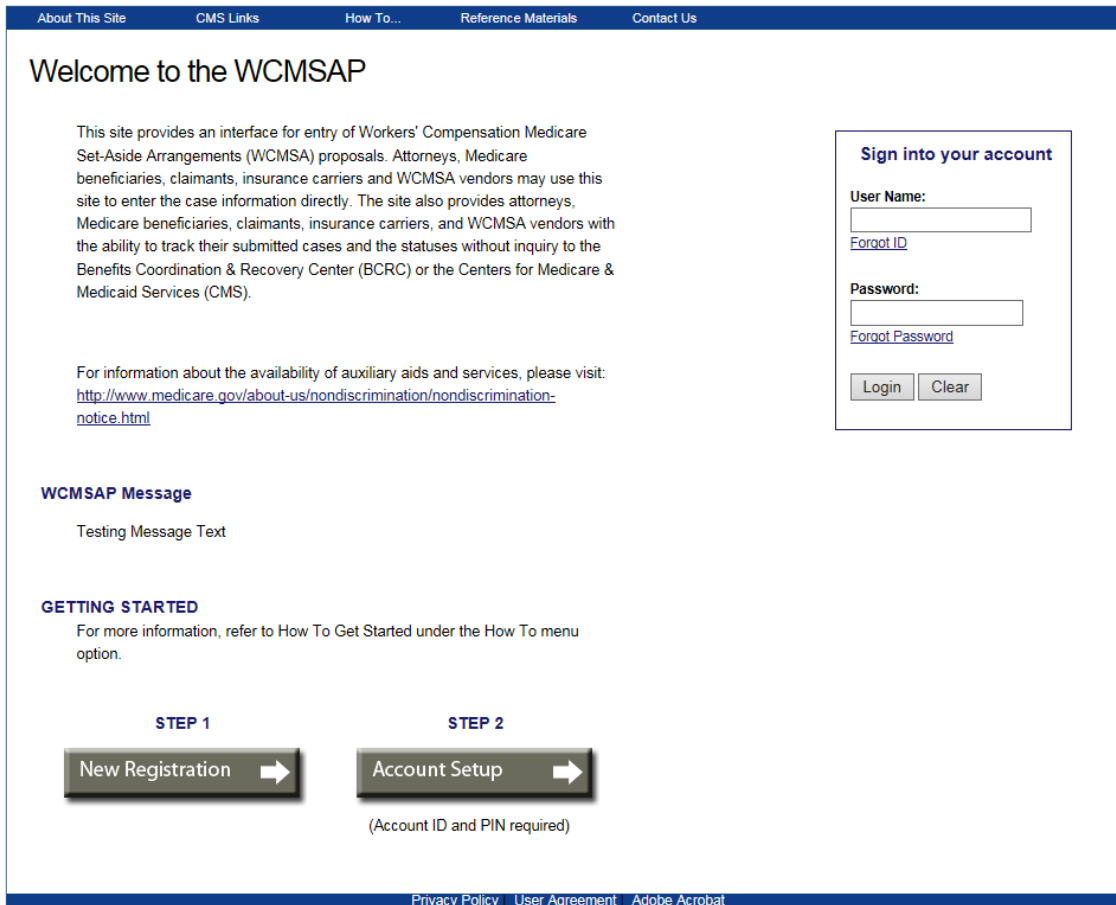 About This Site CMS Links How To... Reference Materials Contact Us
Welcome to the WCMSAP
This site provides an interface for entry of Workers' Compensation Medicare
Set-Aside Arrangements (WCMSA) proposals. Attorneys, Medicare
beneficiaries, claimants, insurance carriers and WCMSA vendors may use this
site to enter the case information directly. The site also provides attorneys,
Medicare beneficiaries, claimants, insurance carriers, and WCMSA vendors with
the ability to track their submitted cases and the statuses without inquiry to the
Benefits Coordination & Recovery Center (BCRC) or the Centers for Medicare &
Medicaid Services (CMS).
For information about the availability of auxiliary aids and services, please visit:
http://www.medicare.gov/about-us/nondiscrimination/nondiscrimination-
notice.html
Sign into your account
User Name:
Forgot ID
Password:
Forgot Password
Login Clear
WCMSAP Message
Testing Message Text
GETTING STARTED
For more information, refer to How To Get Started under the How To menu
option.
STEP 1 STEP 2
New Registration Account Setup
(Account ID and PIN required)
Privacy Policy | User Agreement | Adobe Acrobat